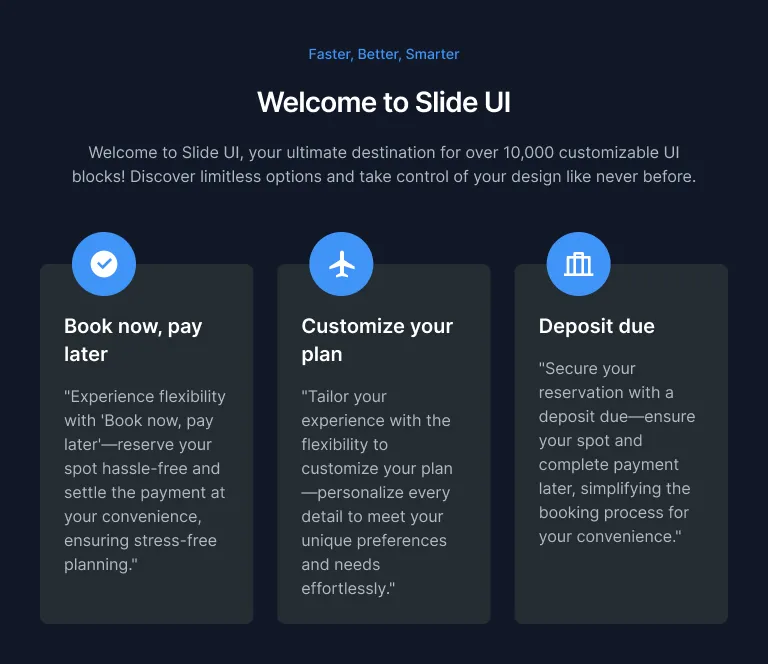 Faster, Better, Smarter
Welcome to Slide UI
Welcome to Slide UI, your ultimate destination for over 10,000 customizable UI
blocks! Discover limitless options and take control of your design like never before.
Book now, pay
later
"Experience flexibility
with 'Book now, pay
later'—reserve your
spot hassle-free and
settle the payment at
your convenience,
ensuring stress-free
planning."
Customize your
plan
"Tailor your
experience with the
flexibility to
customize your plan
—personalize every
detail to meet your
unique preferences
and needs
effortlessly."
Deposit due
"Secure your
reservation with a
deposit due—ensure
your spot and
complete payment
later, simplifying the
booking process for
your convenience."